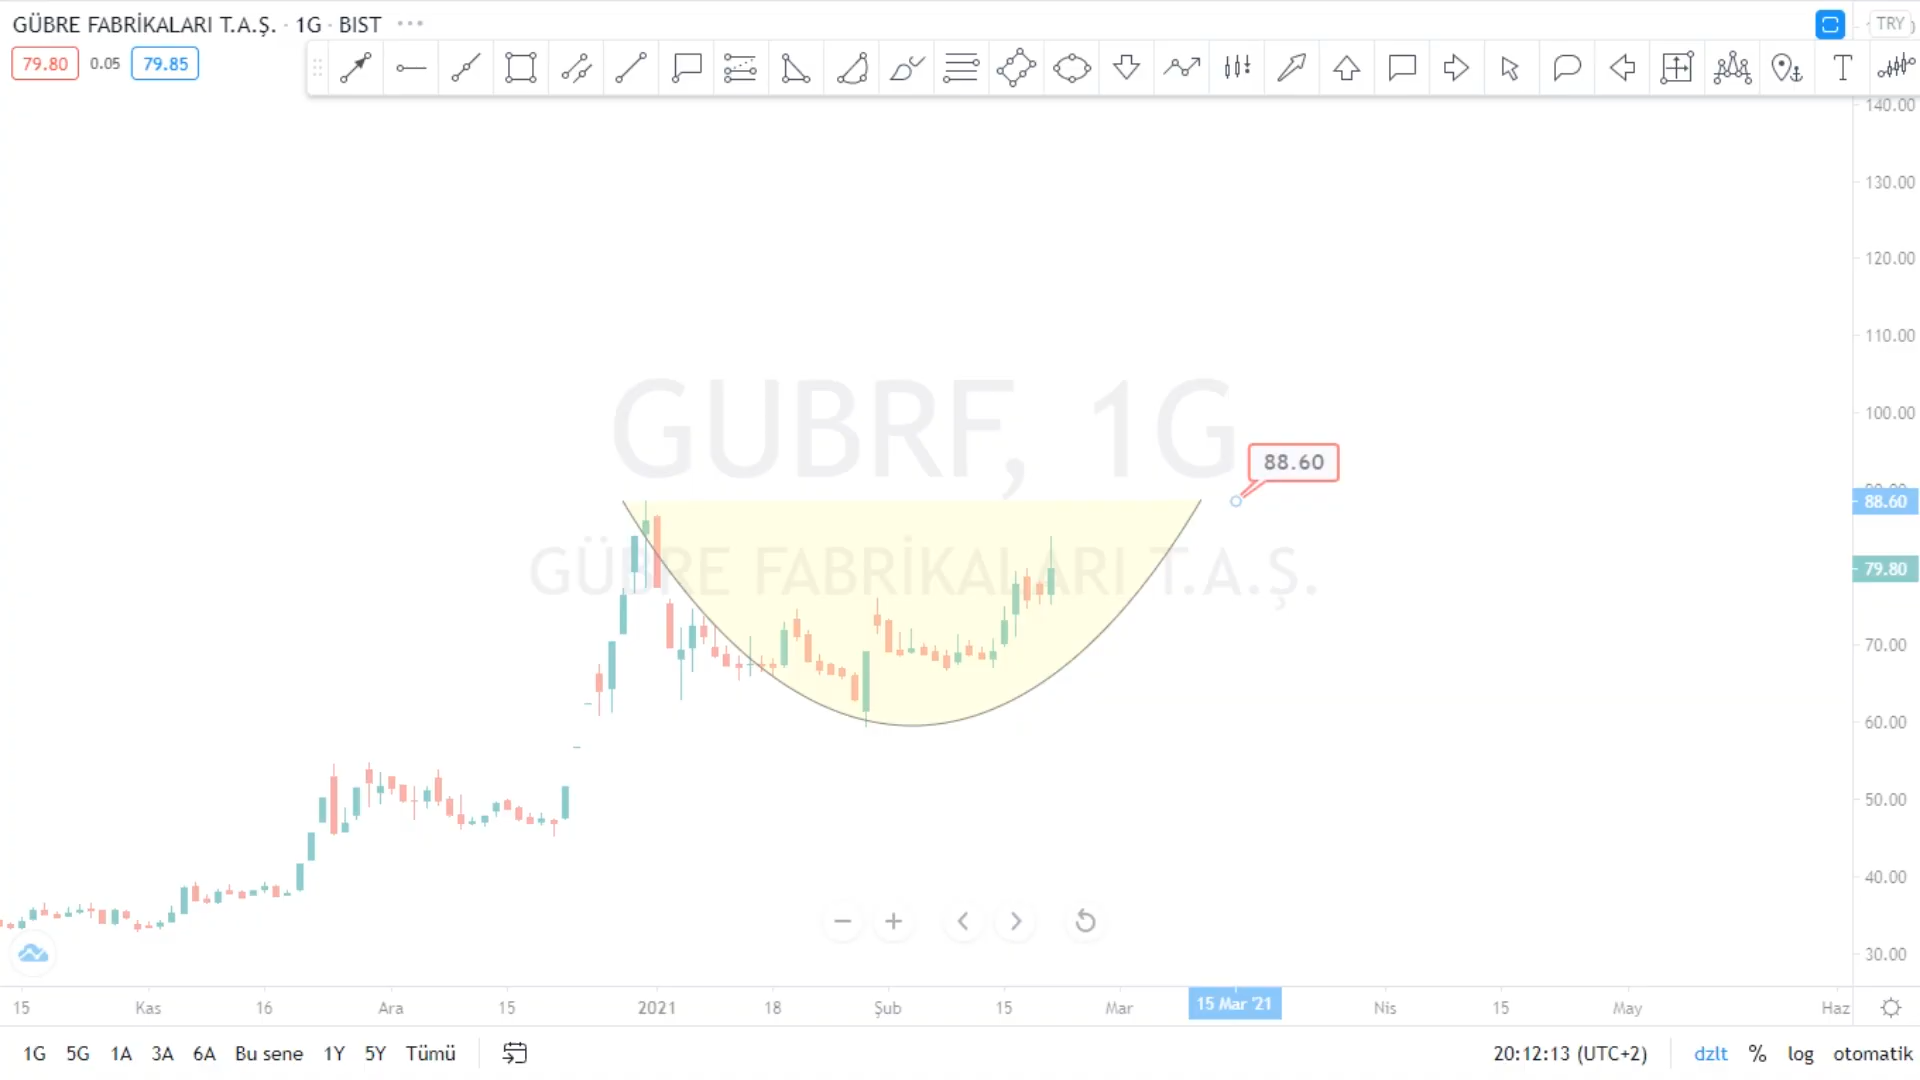 GÜBRE FABRİKALARI T.A.Ş. · 1G · BIST
TRY
79.80 0.05 79.85
T
140.00
130.00
120.00
110.00
100.00
GUBRF, 1G
GÜBRE FABRİKALARI T.A.Ş.
88.60
88.60
79.80
70.00
60.00
50.00
40.00
30.00
15 Kas 16 Ara 15 2021 18 Şub 15 Mar 15 Mar '21 Nis 15 May Haz
1G 5G 1A 3A 6A Bu sene 1Y 5Y Tümü 20:12:13 (UTC+2) dzlt % log otomatik